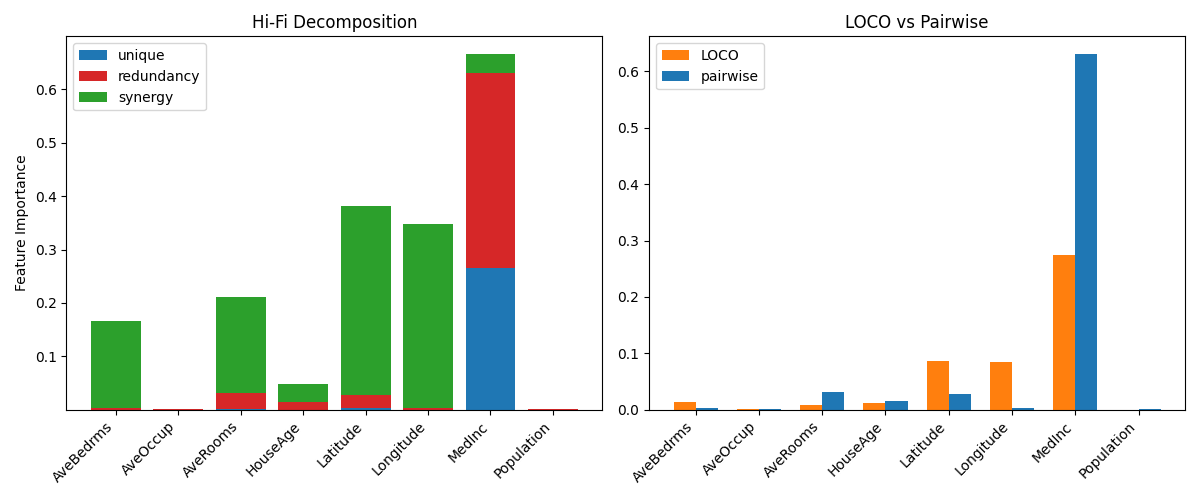 Hi-Fi Decomposition
unique
redundancy
synergy
Feature Importance
0.6
0.5
0.4
0.3
0.2
0.1
AveBedrms
AveOccup
AveRooms
HouseAge
Latitude
Longitude
MedInc
Population
LOCO vs Pairwise
LOCO
pairwise
0.6
0.5
0.4
0.3
0.2
0.1
0.0
AveBedrms
AveOccup
AveRooms
HouseAge
Latitude
Longitude
MedInc
Population